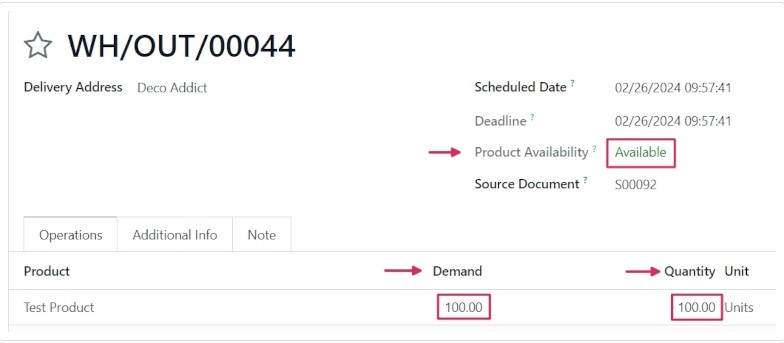 WH/OUT/00044
Delivery Address Deco Addict
Scheduled Date ? 02/26/2024 09:57:41
Deadline ? 02/26/2024 09:57:41
Product Availability ? Available
Source Document ? S00092
Operations Additional Info Note
Product Demand Quantity Unit
Test Product 100.00 100.00 Units